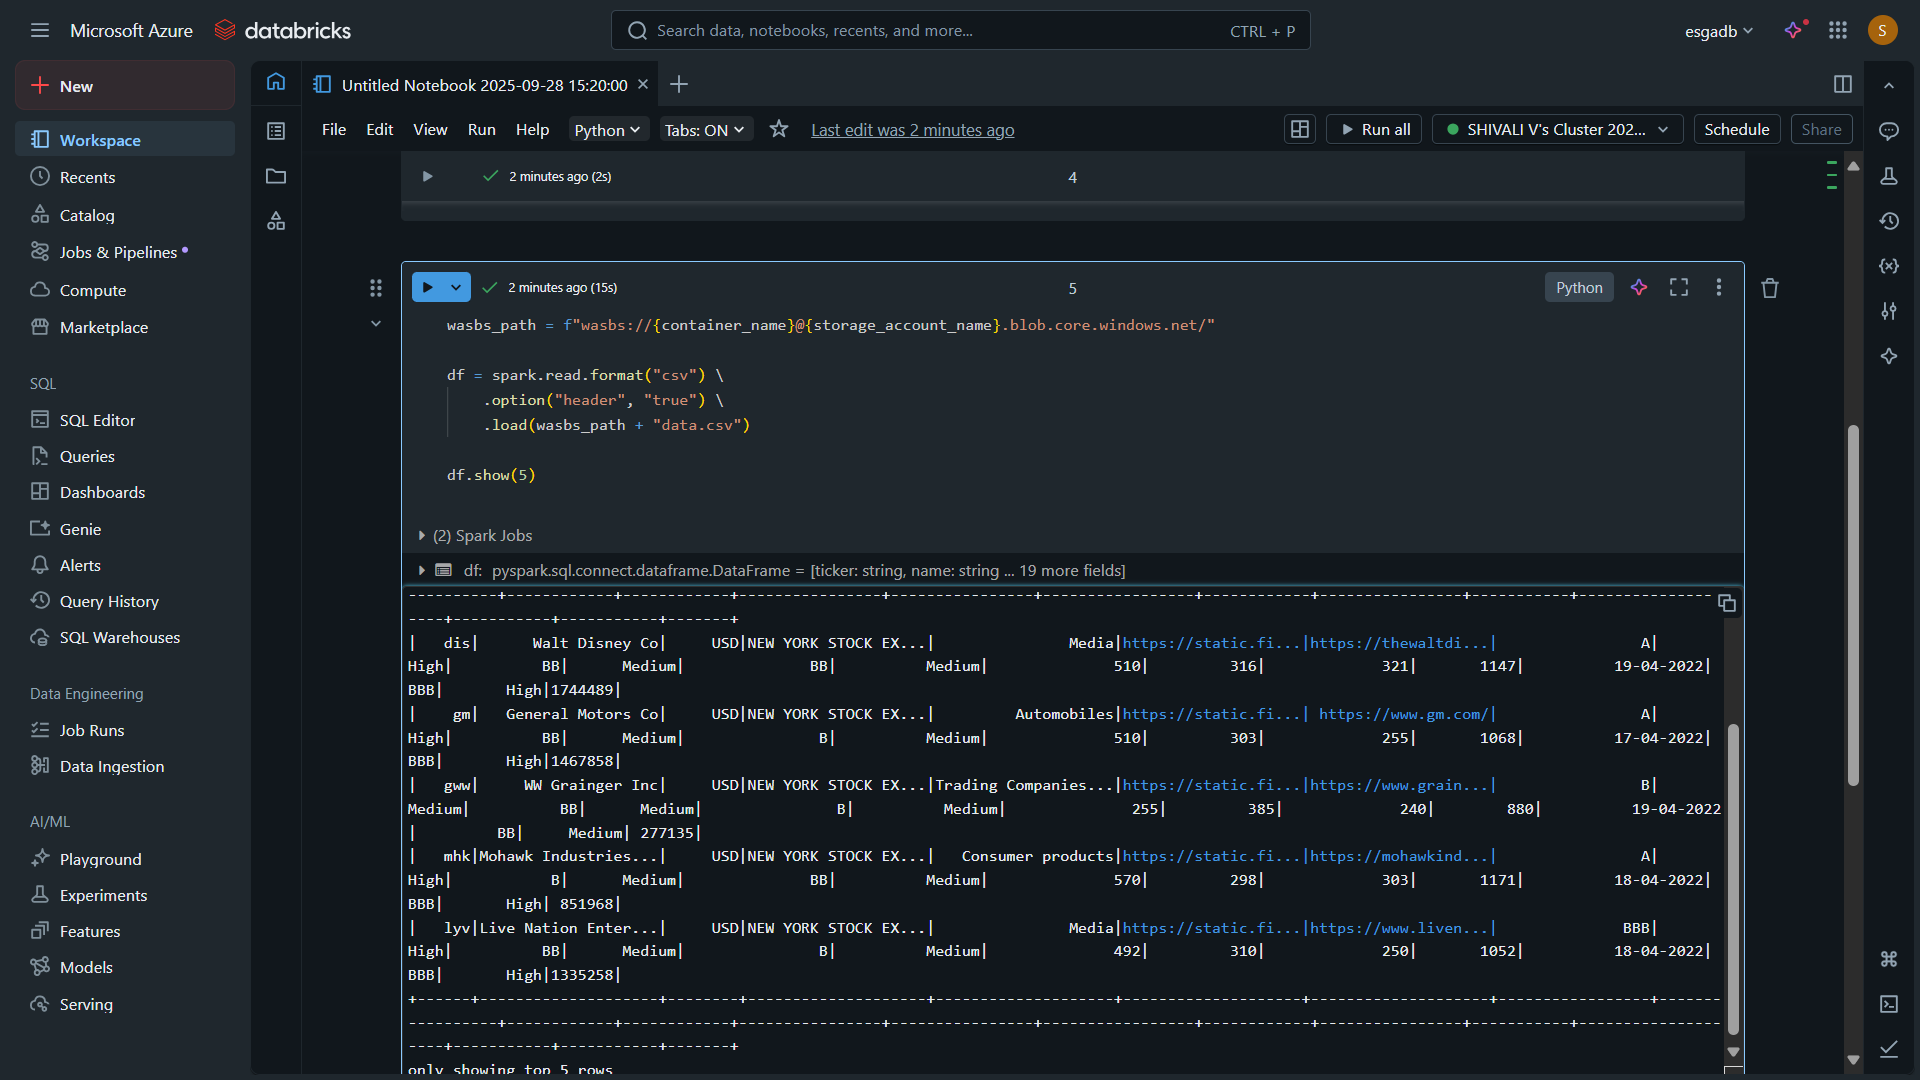 Microsoft Azure databricks
Search data, notebooks, recents, and more... CTRL + P
esgadb
S
New
Workspace
Recents
Catalog
Jobs & Pipelines
Compute
Marketplace
SQL
SQL Editor
Queries
Dashboards
Genie
Alerts
Query History
SQL Warehouses
Data Engineering
Job Runs
Data Ingestion
AI/ML
Playground
Experiments
Features
Models
Serving
Untitled Notebook 2025-09-28 15:20:00
File Edit View Run Help Python Tabs: ON Last edit was 2 minutes ago
Run all SHIVALI V's Cluster 202... Schedule Share
2 minutes ago (2s) 4
2 minutes ago (15s) 5 Python
wasbs_path = f"wasbs://{container_name}@{storage_account_name}.blob.core.windows.net/"
df = spark.read.format("csv") \
.option("header", "true") \
.load(wasbs_path + "data.csv")
df.show(5)
(2) Spark Jobs
df: pyspark.sql.connect.dataframe.DataFrame = [ticker: string, name: string ... 19 more fields]
----------+------------+------------+----------------+----------------+-----------------+------------+----------------+-----------+---------------
----+-----------+-----------+-------+
|   dis|      Walt Disney Co|     USD|NEW YORK STOCK EX...|               Media|https://static.fi...|https://thewaltdi...|                A|
High|          BB|      Medium|              BB|          Medium|              510|         316|             321|       1147|          19-04-2022|
BBB|       High|1744489|
|    gm|   General Motors Co|     USD|NEW YORK STOCK EX...|         Automobiles|https://static.fi...| https://www.gm.com/|                A|
High|          BB|      Medium|               B|          Medium|              510|         303|             255|       1068|          17-04-2022|
BBB|       High|1467858|
|   gww|     WW Grainger Inc|     USD|NEW YORK STOCK EX...|Trading Companies...|https://static.fi...|https://www.grain...|                B|
Medium|          BB|      Medium|               B|          Medium|              255|         385|             240|        880|          19-04-2022
|         BB|     Medium| 277135|
|   mhk|Mohawk Industries...|     USD|NEW YORK STOCK EX...|   Consumer products|https://static.fi...|https://mohawkind...|                A|
High|           B|      Medium|              BB|          Medium|              570|         298|             303|       1171|          18-04-2022|
BBB|       High| 851968|
|   lyv|Live Nation Enter...|     USD|NEW YORK STOCK EX...|               Media|https://static.fi...|https://www.liven...|              BBB|
High|          BB|      Medium|               B|          Medium|              492|         310|             250|       1052|          18-04-2022|
BBB|       High|1335258|
+------+--------------------+--------+--------------------+--------------------+--------------------+--------------------+-----------------+-------
----------+------------+------------+----------------+----------------+-----------------+------------+----------------+-----------+----------------
----+-----------+-----------+-------+
only showing top 5 rows